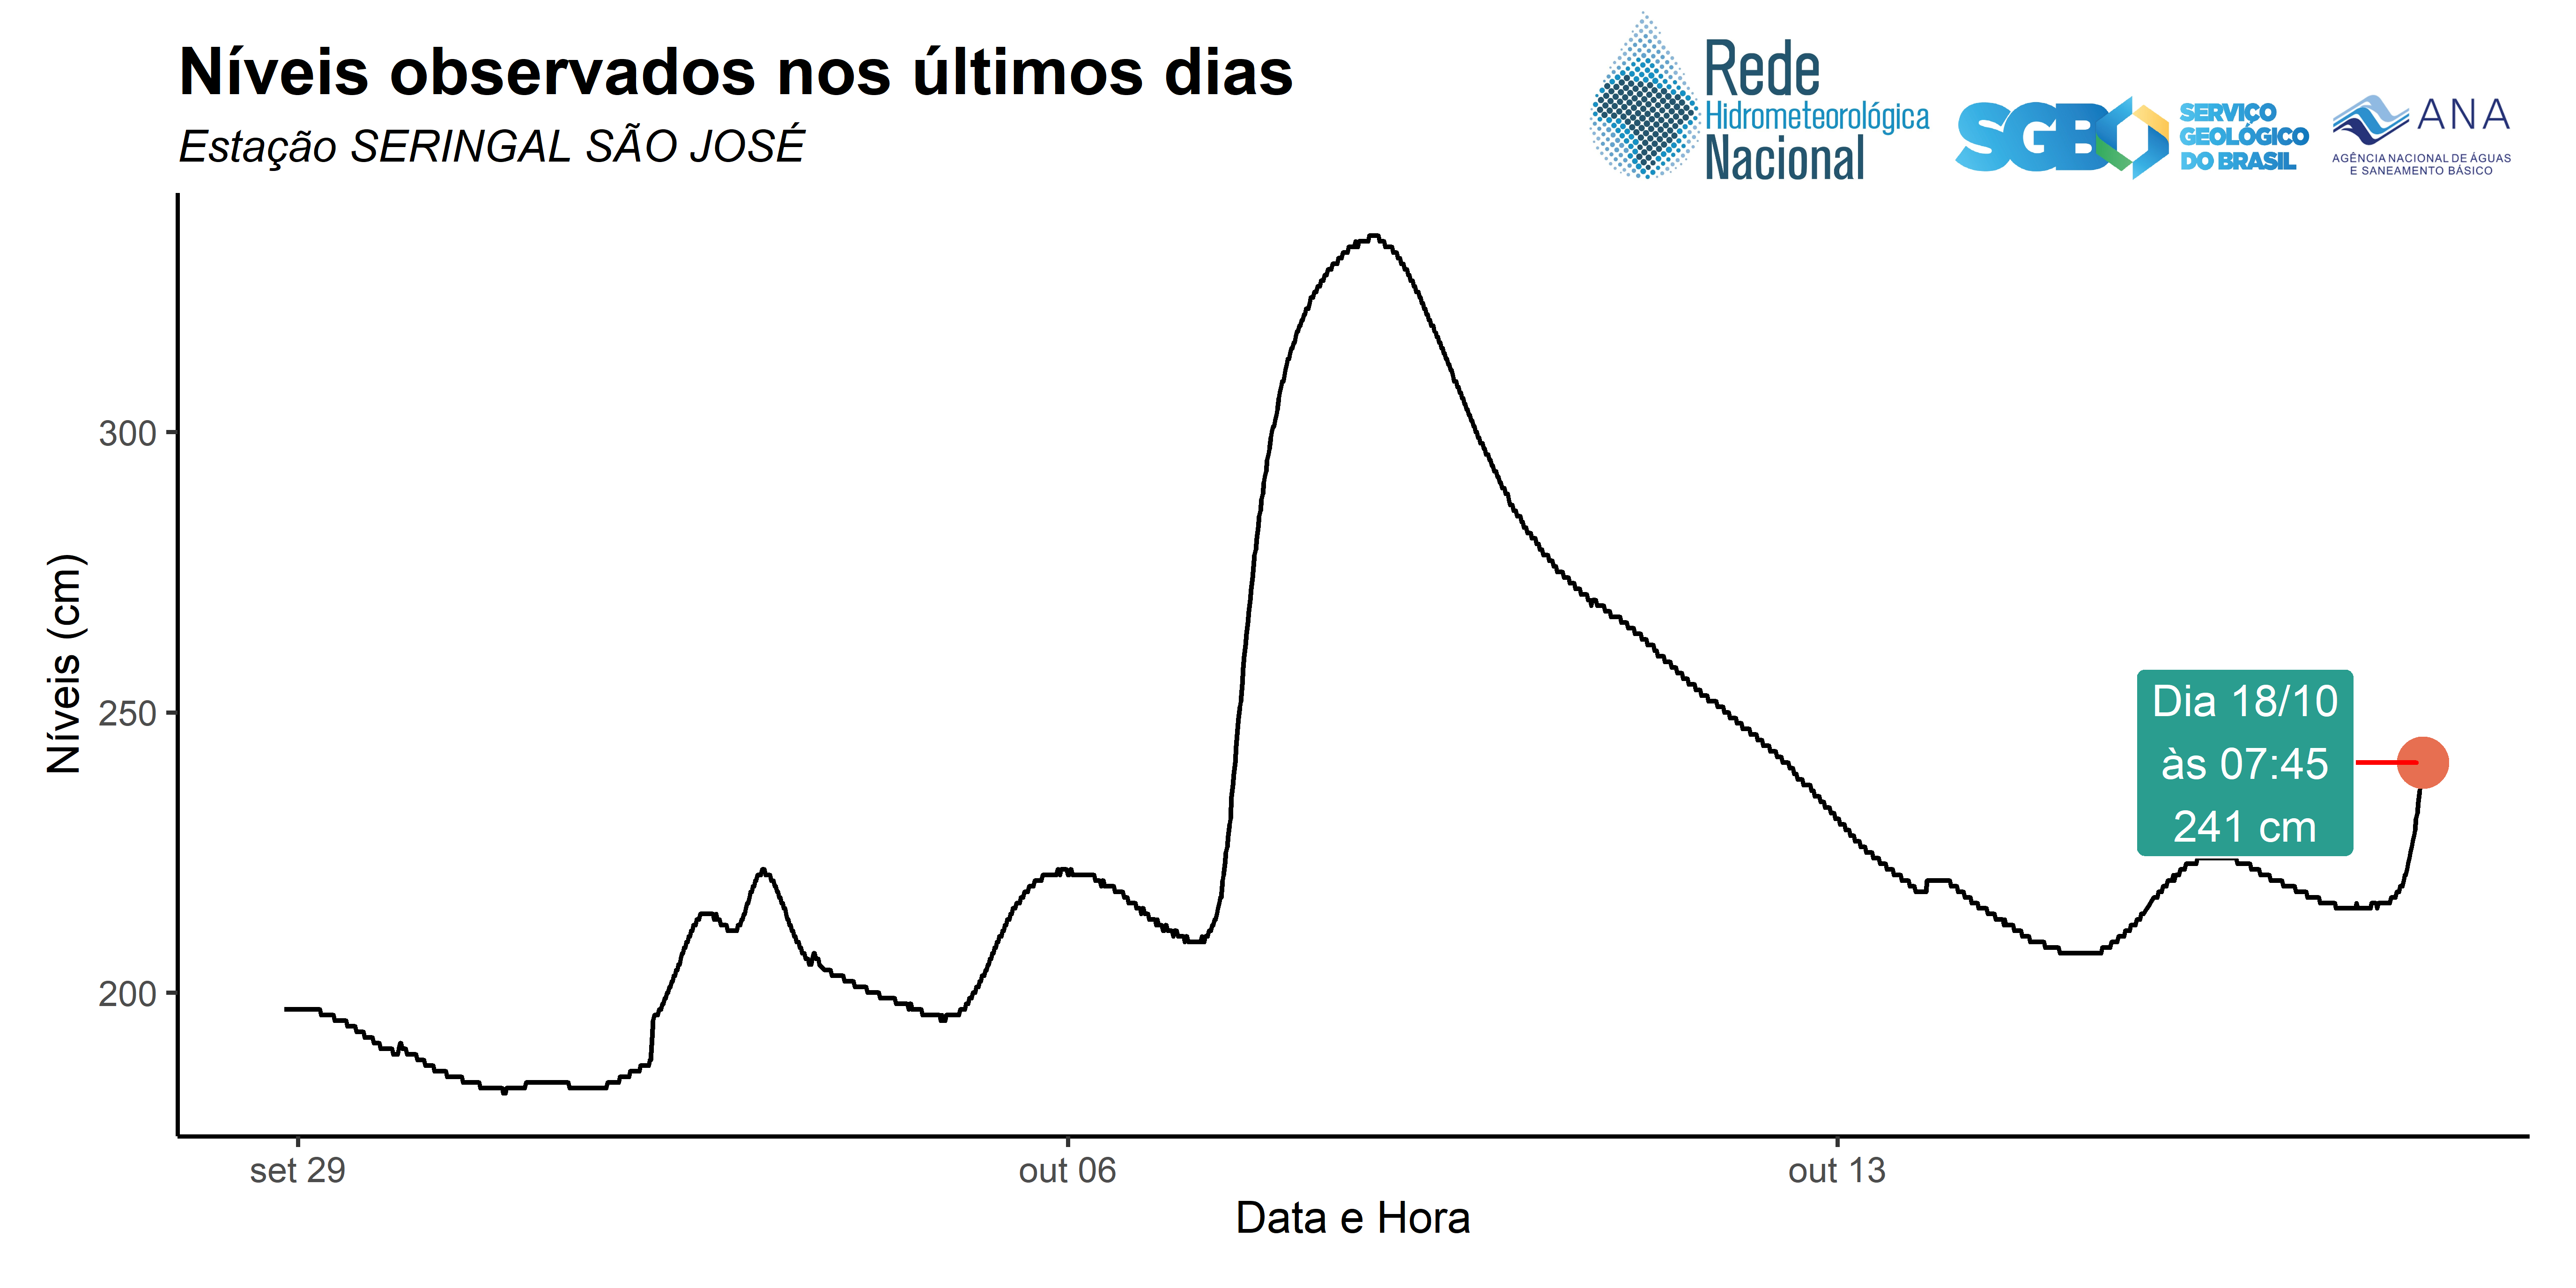 Níveis observados nos últimos dias
Estação SERINGAL SÃO JOSÉ
Rede
Hidrometeorológica
Nacional
SGB
SERVIÇO
GEOLÓGICO
DO BRASIL
ANA
AGÊNCIA NACIONAL DE ÁGUAS
E SANEAMENTO BÁSICO
Níveis (cm)
300
250
200
Dia 18/10
às 07:45
241 cm
set 29
out 06
out 13
Data e Hora